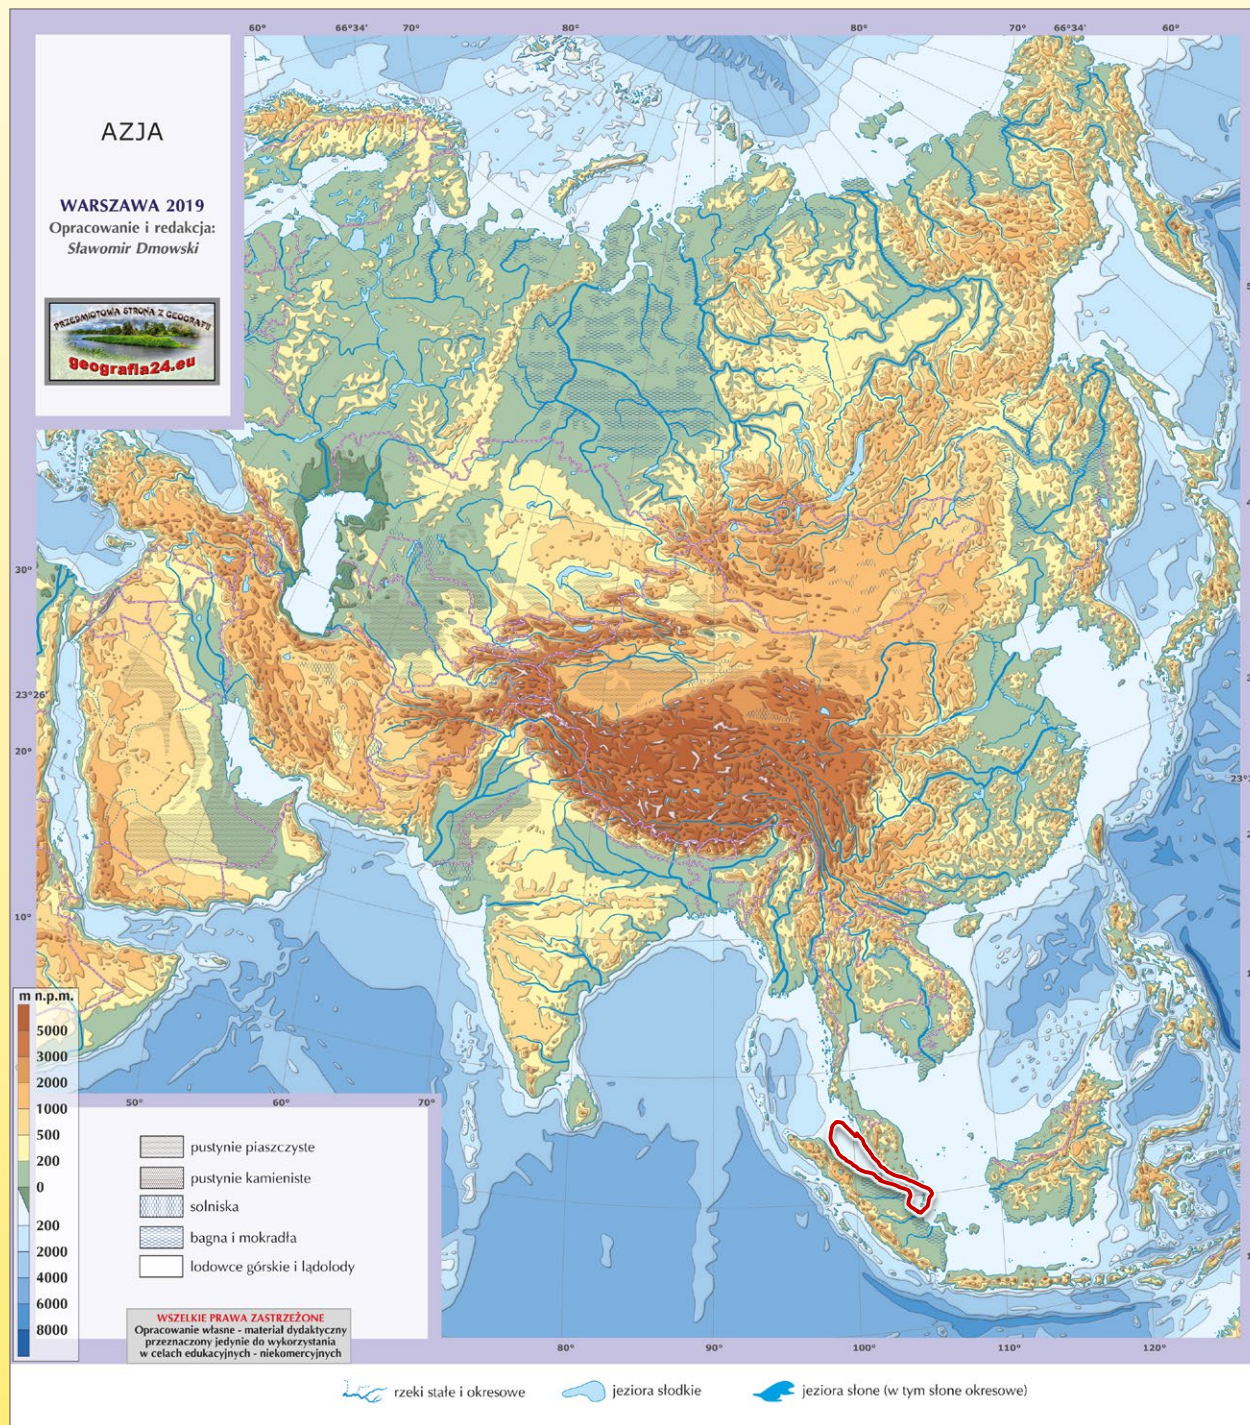 60° 66°34' 70° 80° 80° 70° 66°34' 60°
AZJA
WARSZAWA 2019
Opracowanie i redakcja:
Sławomir Dmowski
PRZEDMIOTOWA STRONA Z GEOGRAFII
geografia24.eu
30°
23°26'
20°
10°
m n.p.m.
5000
3000
2000
1000
500
200
0
200
2000
4000
6000
8000
50° 60° 70°
pustynie piaszczyste
pustynie kamieniste
solniska
bagna i mokradła
lodowce górskie i lądolody
WSZELKIE PRAWA ZASTRZEŻONE
Opracowanie własne - materiał dydaktyczny
przeznaczony jedynie do wykorzystania
w celach edukacyjnych - niekomercyjnych
80° 90° 100° 110° 120°
rzeki stałe i okresowe
jeziora słodkie
jeziora słone (w tym słone okresowe)